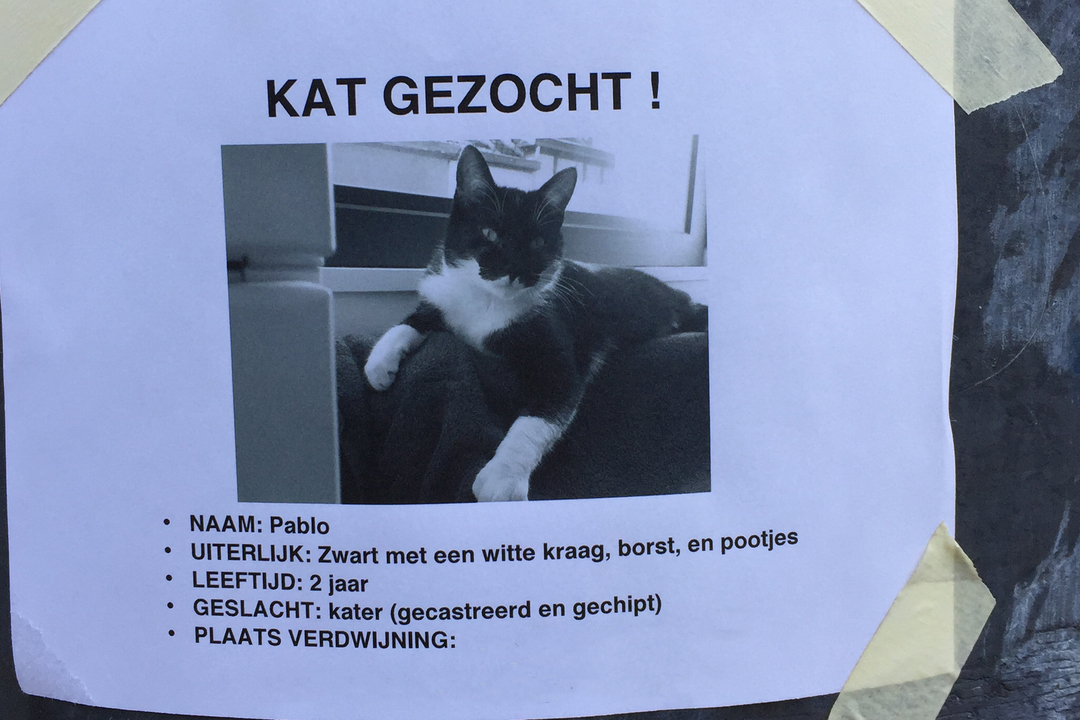 KAT GEZOCHT !
• NAAM: Pablo
• UITERLIJK: Zwart met een witte kraag, borst, en pootjes
• LEEFTIJD: 2 jaar
• GESLACHT: kater (gecastreerd en gechipt)
• PLAATS VERDWIJNING: